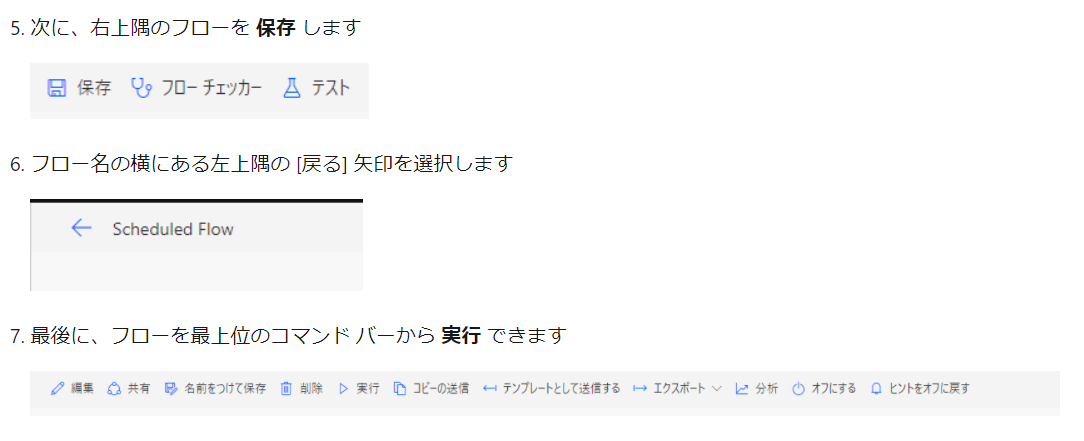 5. 次に、右上隅のフローを 保存 します
保存 フロー チェッカー テスト
6. フロー名の横にある左上隅の [戻る] 矢印を選択します
Scheduled Flow
7. 最後に、フローを最上位のコマンド バーから 実行 できます
編集 共有 名前をつけて保存 削除 実行 コピーの送信 テンプレートとして送信する エクスポート 分析 オフにする ヒントをオフに戻す